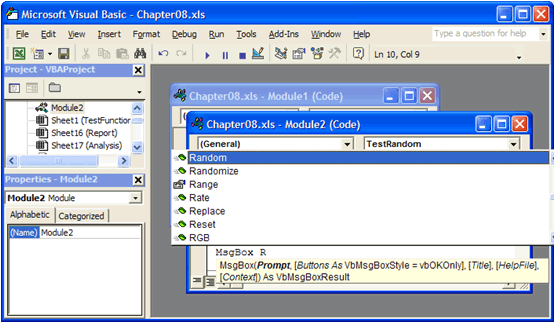 Microsoft Visual Basic - Chapter08.xls
File Edit View Insert Format Debug Run Tools Add-Ins Window Help Type a question for help
Ln 10, Col 9
Project - VBAProject
Module2
Sheet1 (TestFunction
Sheet16 (Report)
Sheet17 (Analysis)
Properties - Module2
Module2 Module
Alphabetic Categorized
(Name) Module2
Chapter08.xls - Module1 (Code)
Chapter08.xls - Module2 (Code)
(General) TestRandom
Random
Randomize
Range
Rate
Replace
Reset
RGB
MsgBox R
MsgBox(Prompt, [Buttons As VbMsgBoxStyle = vbOKOnly], [Title], [HelpFile],
[Context]) As VbMsgBoxResult